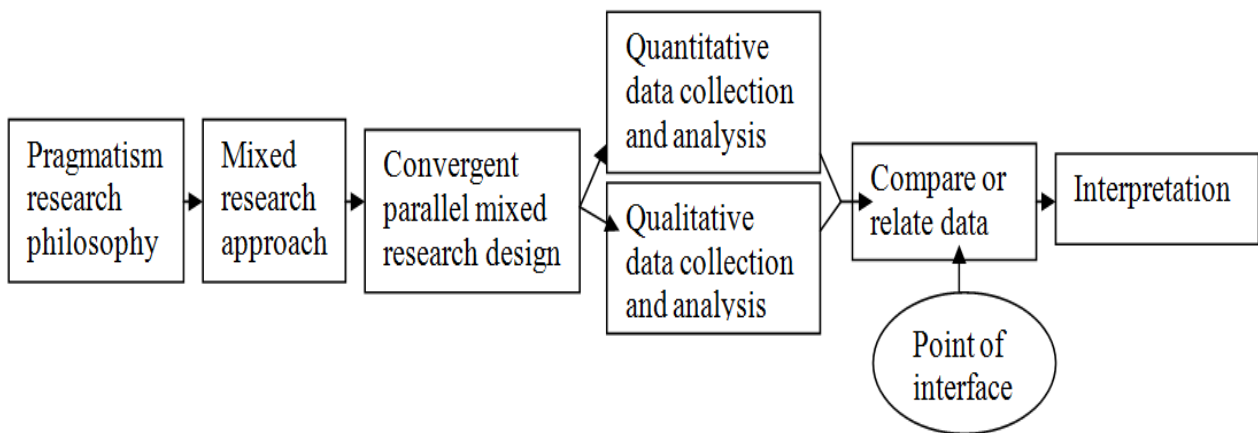 Pragmatism
research
philosophy
Mixed
research
approach
Convergent
parallel mixed
research design
Quantitative
data collection
and analysis
Qualitative
data collection
and analysis
Compare or
relate data
Interpretation
Point of
interface